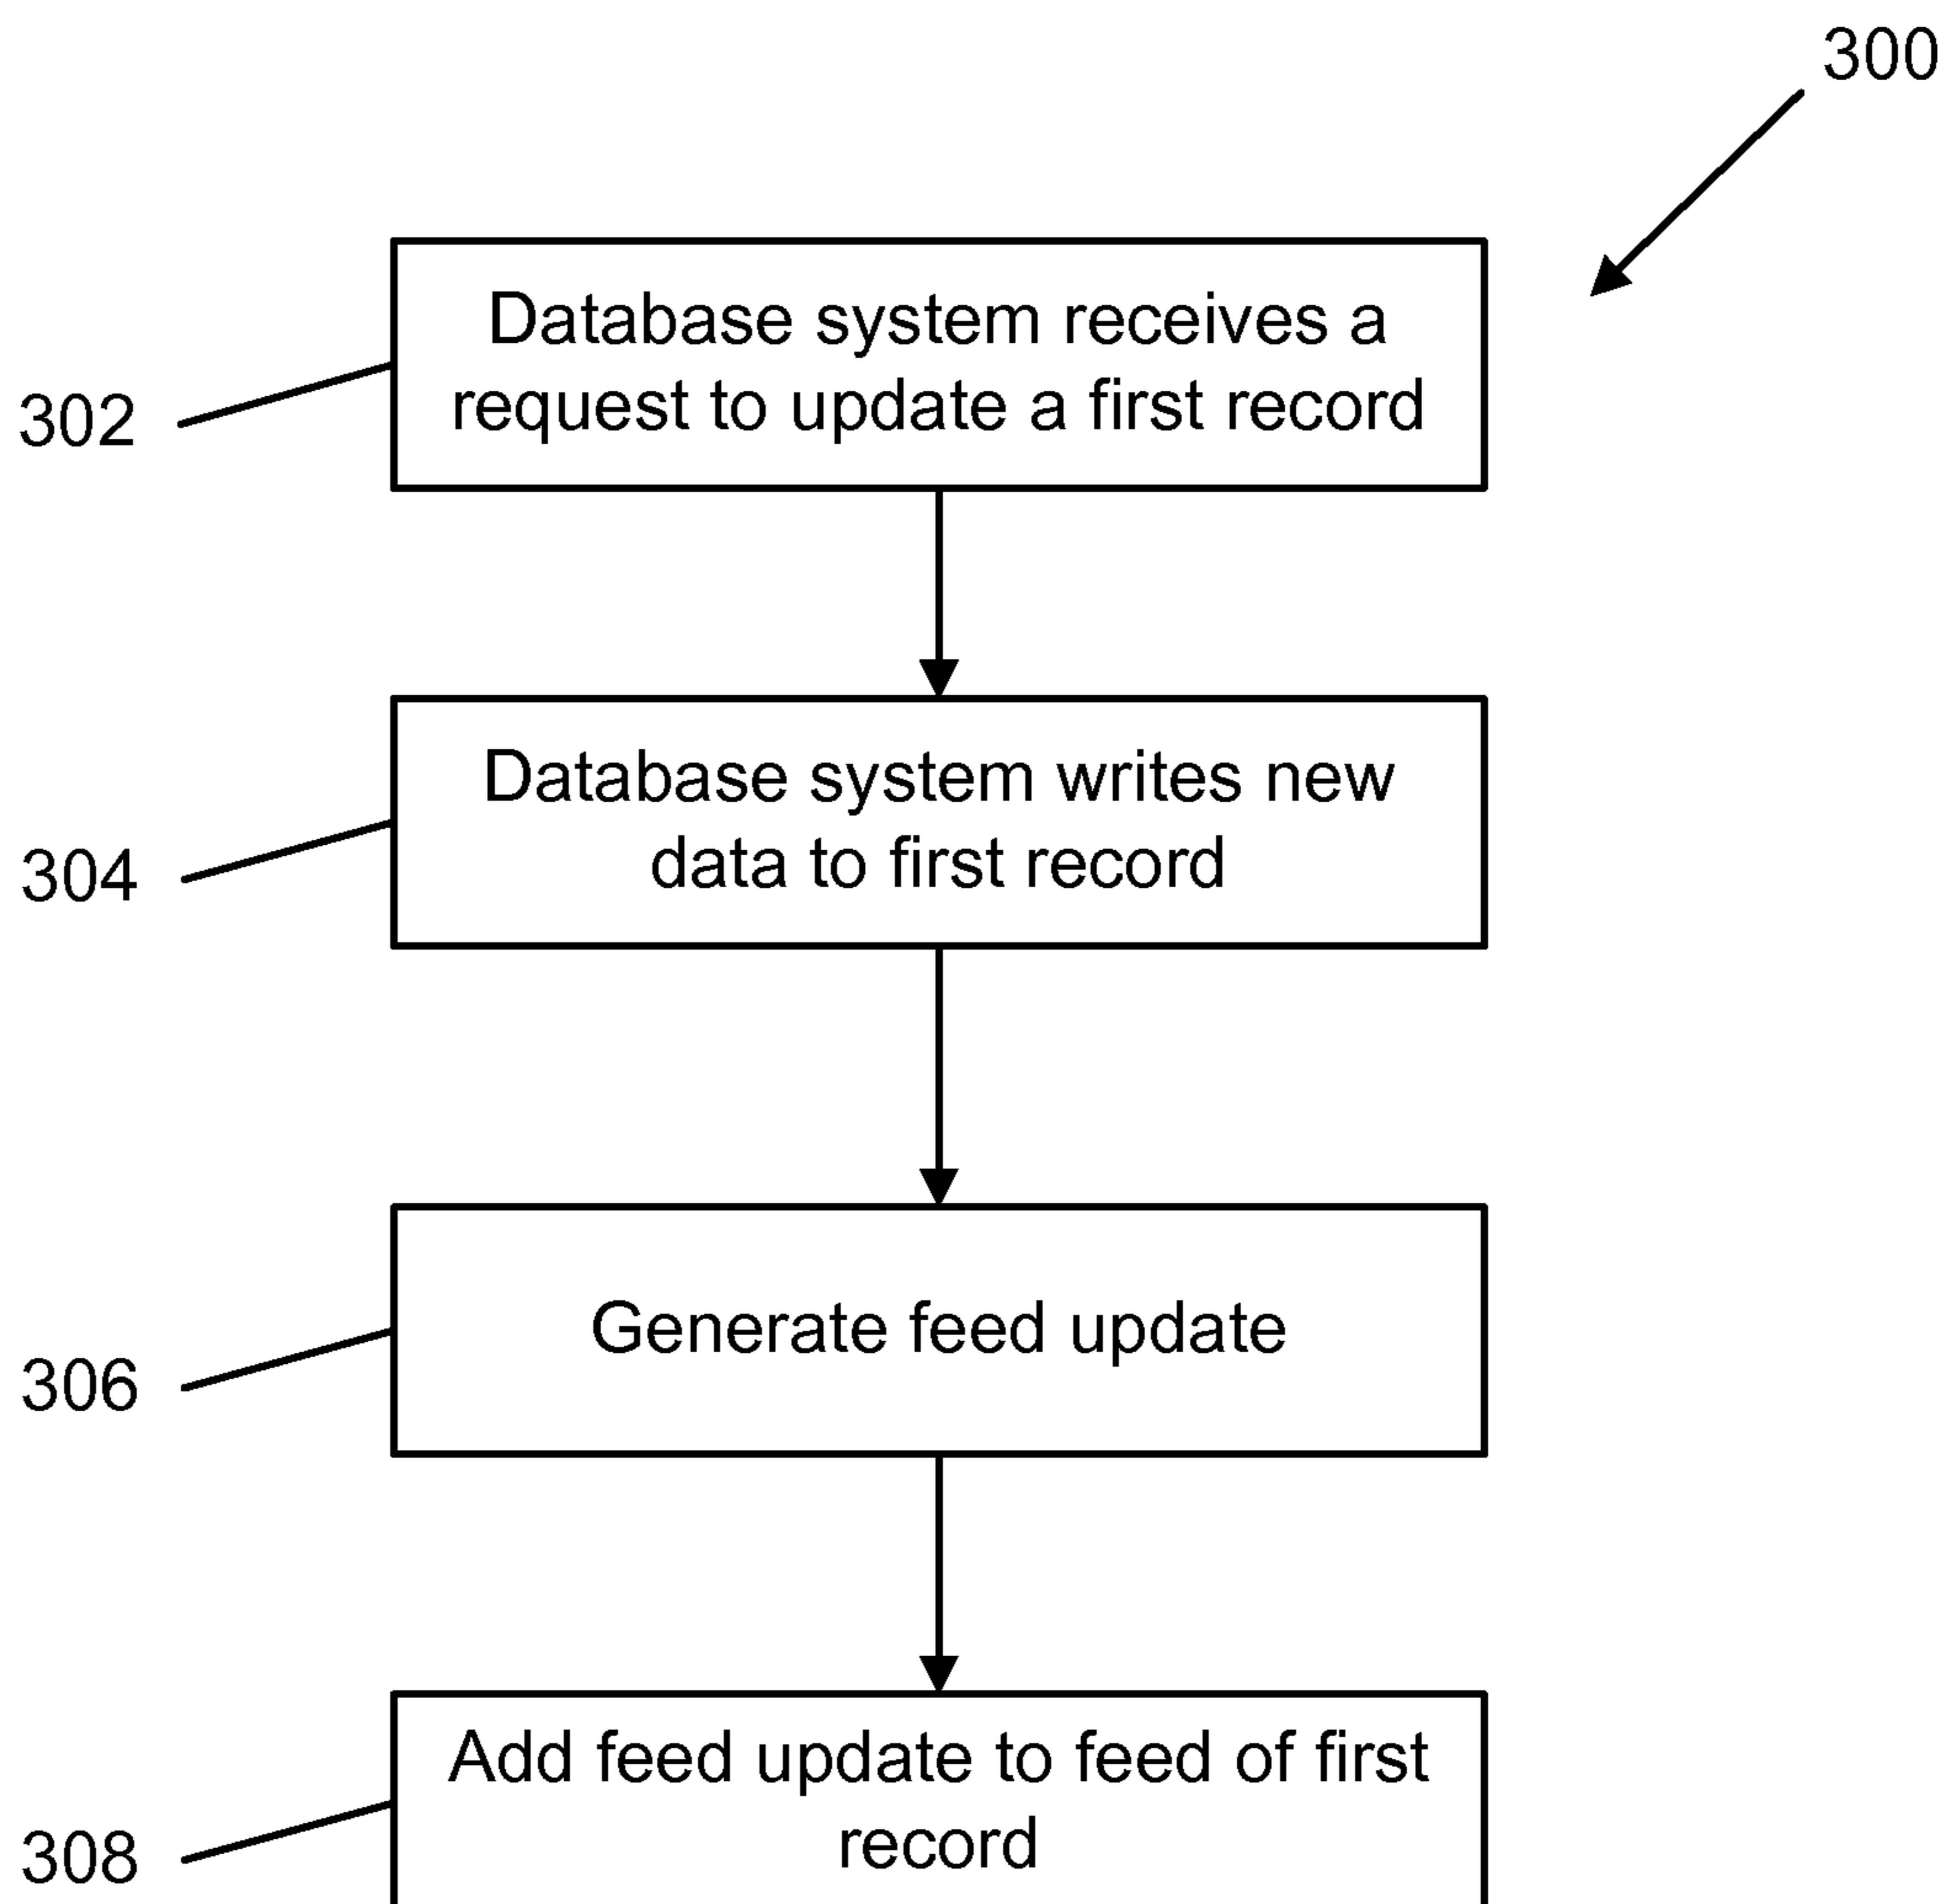 300
Database system receives a
request to update a first record
302
Database system writes new
data to first record
304
Generate feed update
306
Add feed update to feed of first
record
308